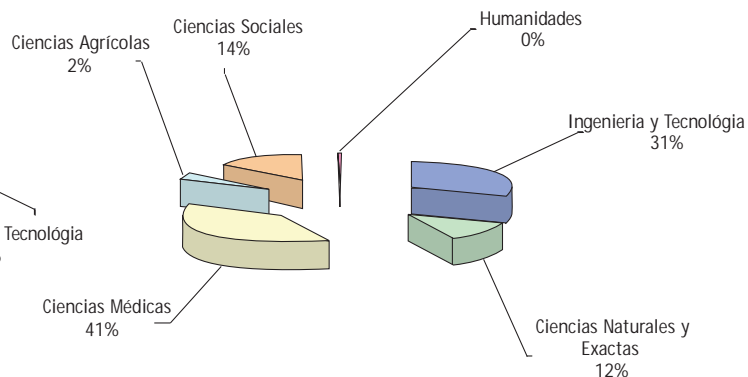 Humanidades
0%
Ciencias Sociales
14%
Ciencias Agrícolas
2%
Ingenieria y Tecnológia
31%
Tecnológia
Ciencias Médicas
41%
Ciencias Naturales y
Exactas
12%